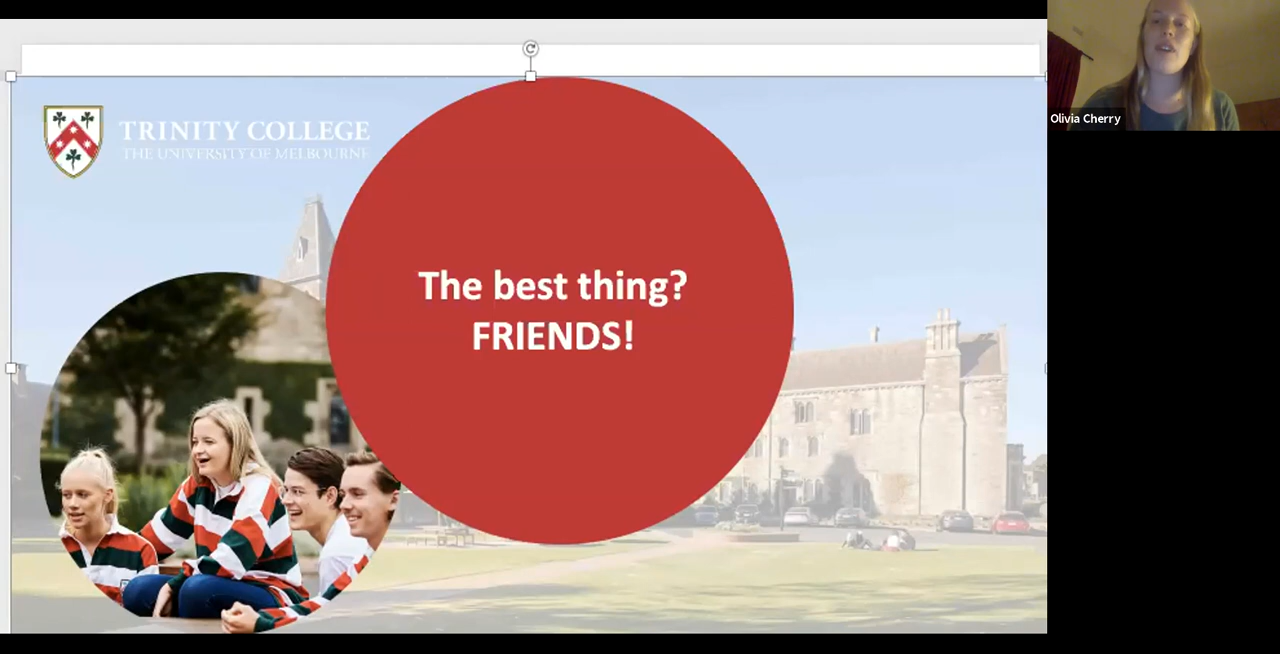 TRINITY COLLEGE
THE UNIVERSITY OF MELBOURNE
The best thing?
FRIENDS!
Olivia Cherry